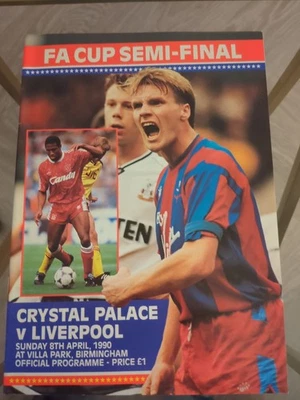 FA CUP SEMI-FINAL
Candy
TEN
CRYSTAL PALACE
V LIVERPOOL
SUNDAY 8TH APRIL, 1990
AT VILLA PARK, BIRMINGHAM
OFFICIAL PROGRAMME - PRICE £1